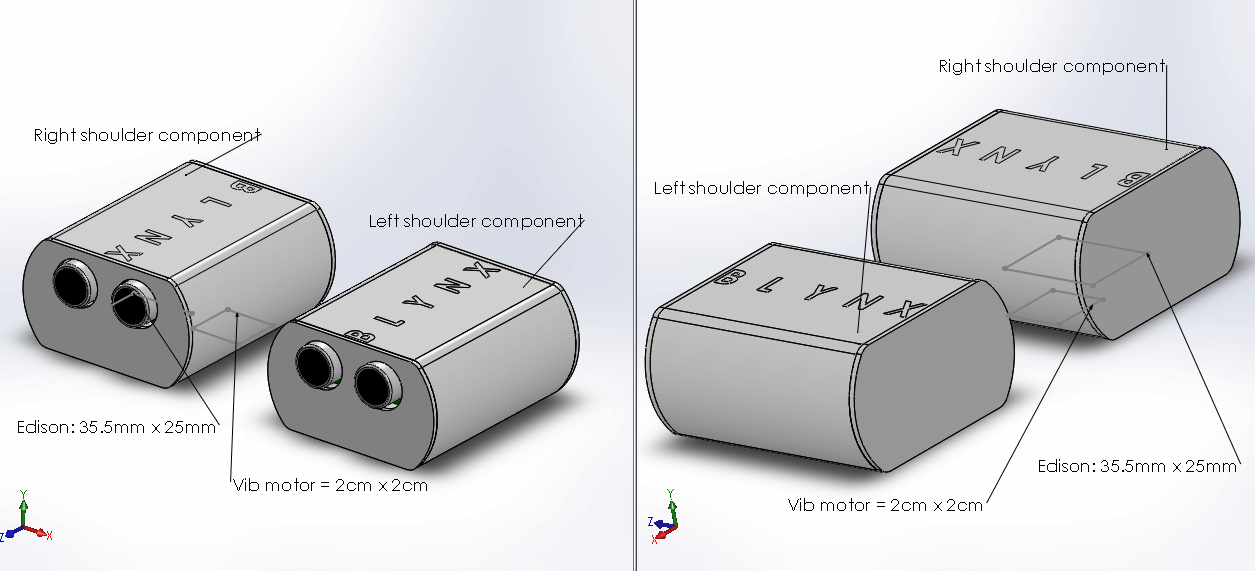 Right shoulder component
Left shoulder component
BLYNX
BLYNX
Edison: 35.5mm x 25mm
Vib motor = 2cm x 2cm
Y
X
Z
Right shoulder component
Left shoulder component
BLYNX
BLYNX
Edison: 35.5mm x 25mm
Vib motor = 2cm x 2cm
Y
Z
X